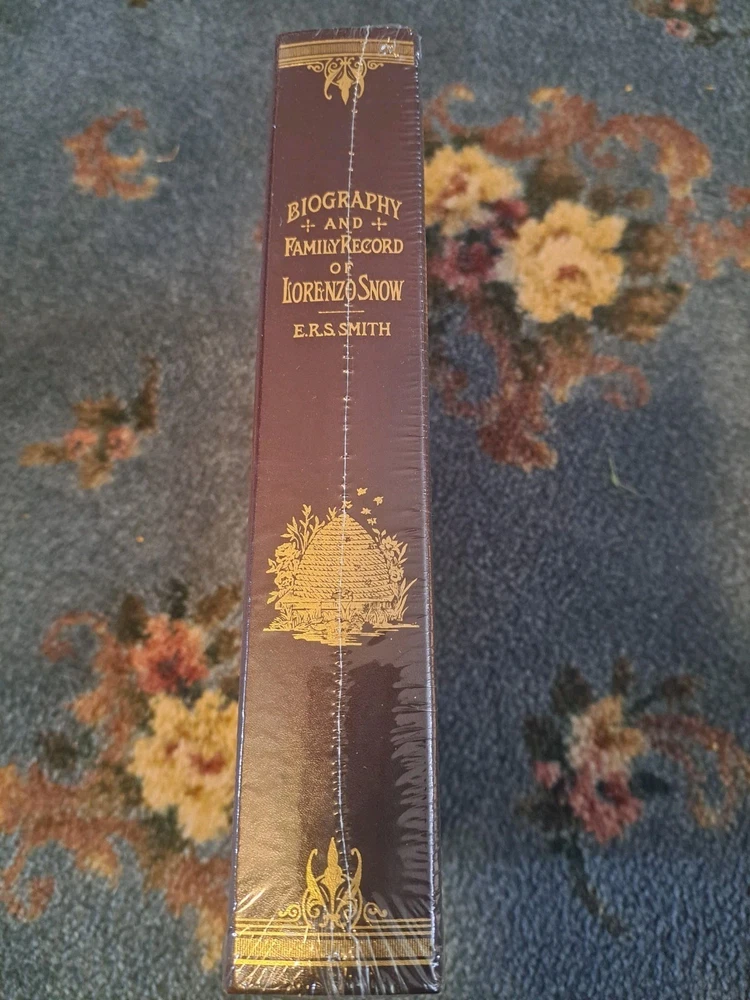 BIOGRAPHY
AND
FAMILY RECORD
OF
LORENZO SNOW
E.R.S. SMITH